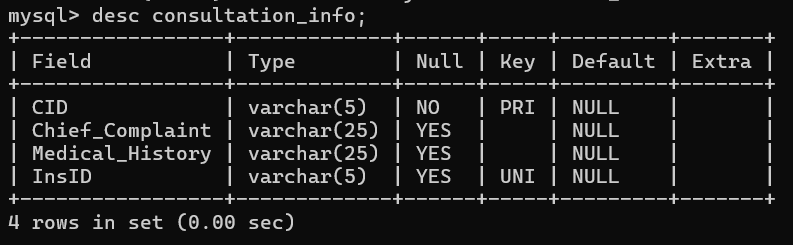 mysql> desc consultation_info;
+-----------------+-------------+------+-----+---------+-------+
| Field           | Type        | Null | Key | Default | Extra |
+-----------------+-------------+------+-----+---------+-------+
| CID             | varchar(5)  | NO   | PRI | NULL    |       |
| Chief_Complaint | varchar(25) | YES  |     | NULL    |       |
| Medical_History | varchar(25) | YES  |     | NULL    |       |
| InsID           | varchar(5)  | YES  | UNI | NULL    |       |
+-----------------+-------------+------+-----+---------+-------+
4 rows in set (0.00 sec)